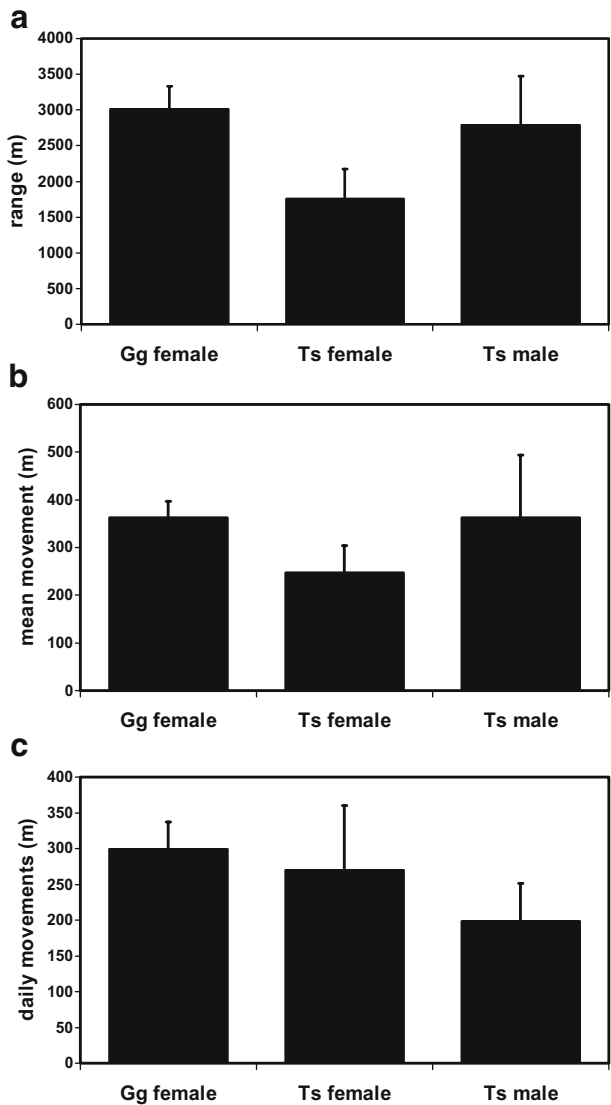 a
range (m)
4000
3500
3000
2500
2000
1500
1000
500
0
Gg female Ts female Ts male
b
mean movement (m)
600
500
400
300
200
100
0
Gg female Ts female Ts male
c
daily movements (m)
400
350
300
250
200
150
100
50
0
Gg female Ts female Ts male